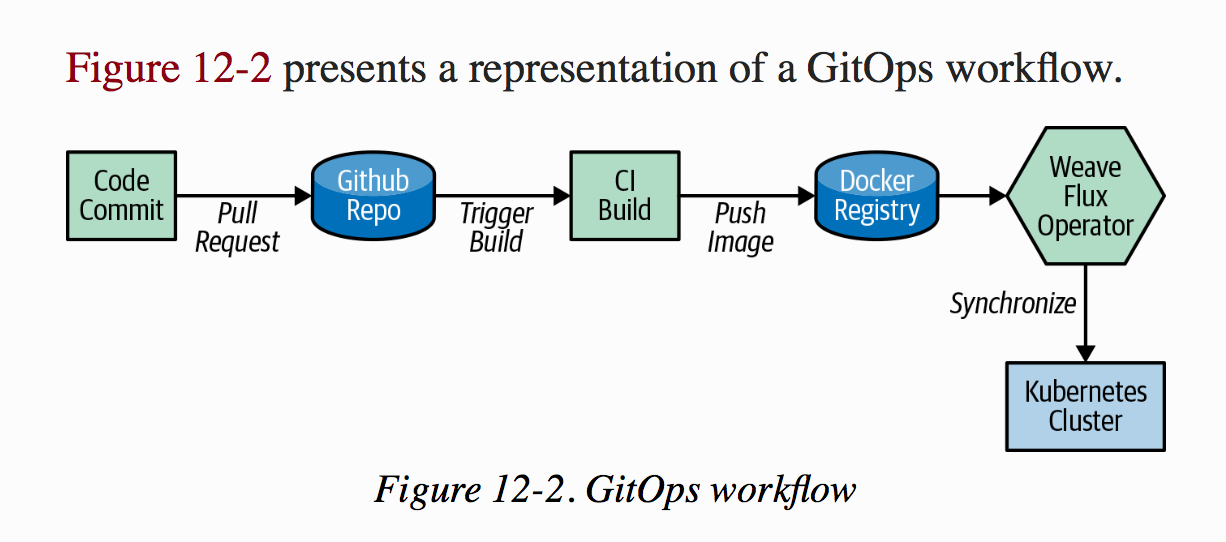 Figure 12-2 presents a representation of a GitOps workflow.
Code
Commit
Pull
Request
Github
Repo
Trigger
Build
CI
Build
Push
Image
Docker
Registry
Weave
Flux
Operator
Synchronize
Kubernetes
Cluster
Figure 12-2. GitOps workflow